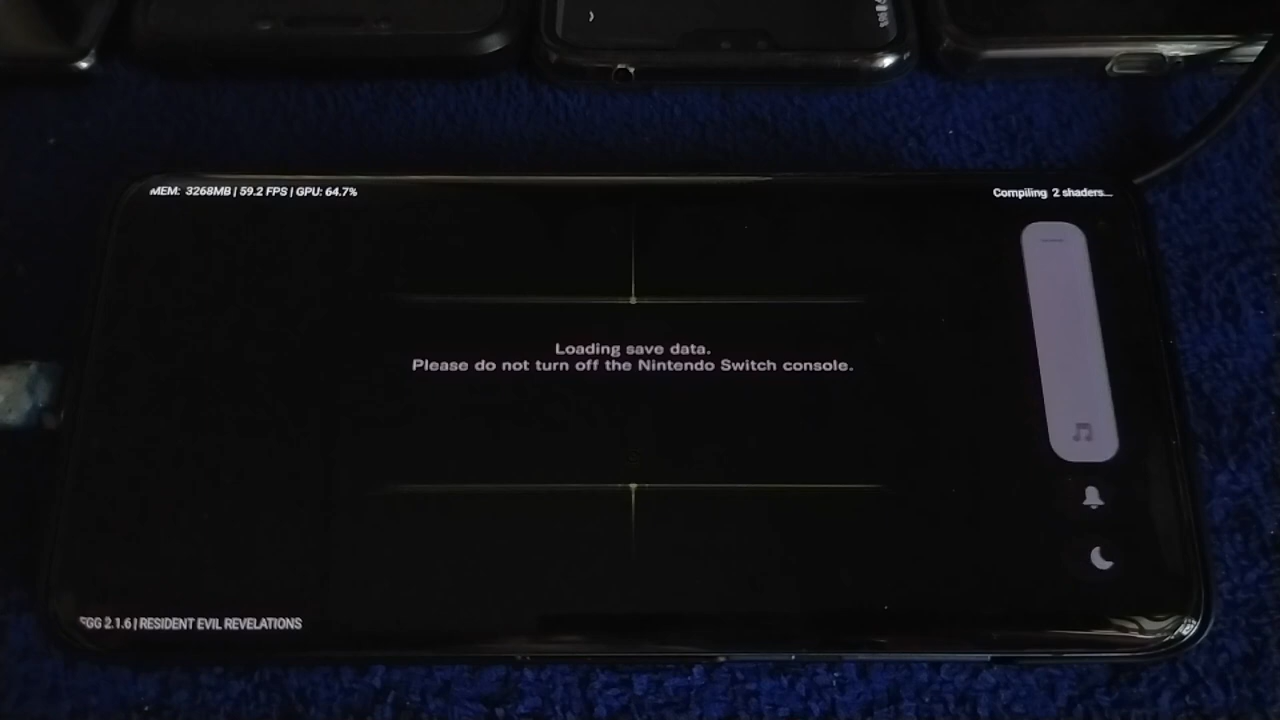 MEM: 3268MB | 59.2 FPS | GPU: 64.7%
Compiling 2 shaders...
Loading save data.
Please do not turn off the Nintendo Switch console.
EGG 2.1.6 | RESIDENT EVIL REVELATIONS